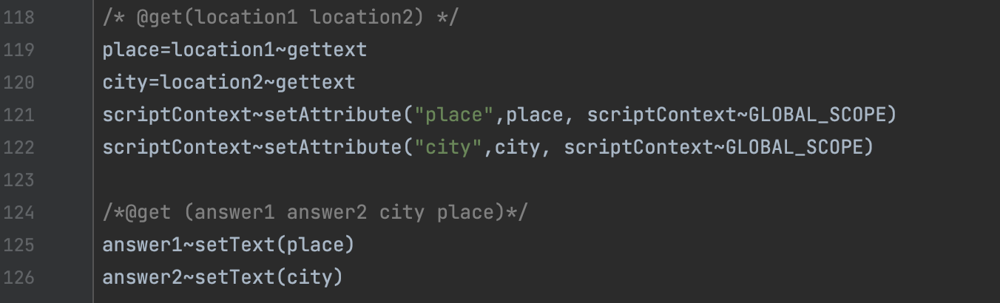 118 /* @get(location1 location2) */
119 place=location1~gettext
120 city=location2~gettext
121 scriptContext~setAttribute("place",place, scriptContext~GLOBAL_SCOPE)
122 scriptContext~setAttribute("city",city, scriptContext~GLOBAL_SCOPE)
123
124 /*@get (answer1 answer2 city place)*/
125 answer1~setText(place)
126 answer2~setText(city)